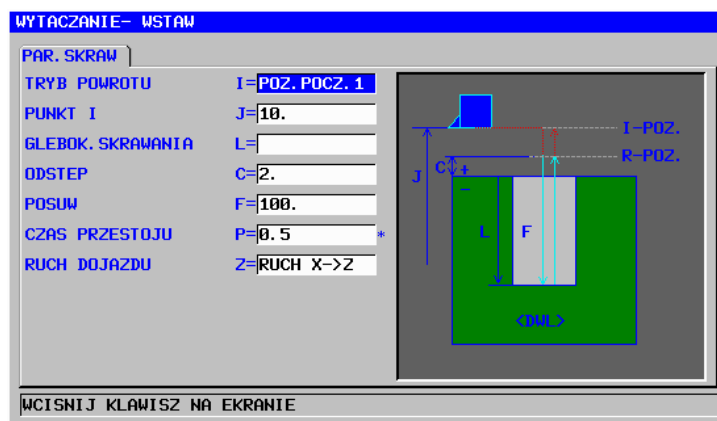 WYTACZANIE- WSTAW
PAR.SKRAW
TRYB POWROTU I=POZ.POCZ.1
PUNKT I J=10.
GLEBOK.SKRAWANIA L=
ODSTEP C=2.
POSUW F=100.
CZAS PRZESTOJU P=0.5 *
RUCH DOJAZDU Z=RUCH X->Z
I-POZ.
R-POZ.
J C +
-
L F
<DWL>
WCISNIJ KLAWISZ NA EKRANIE